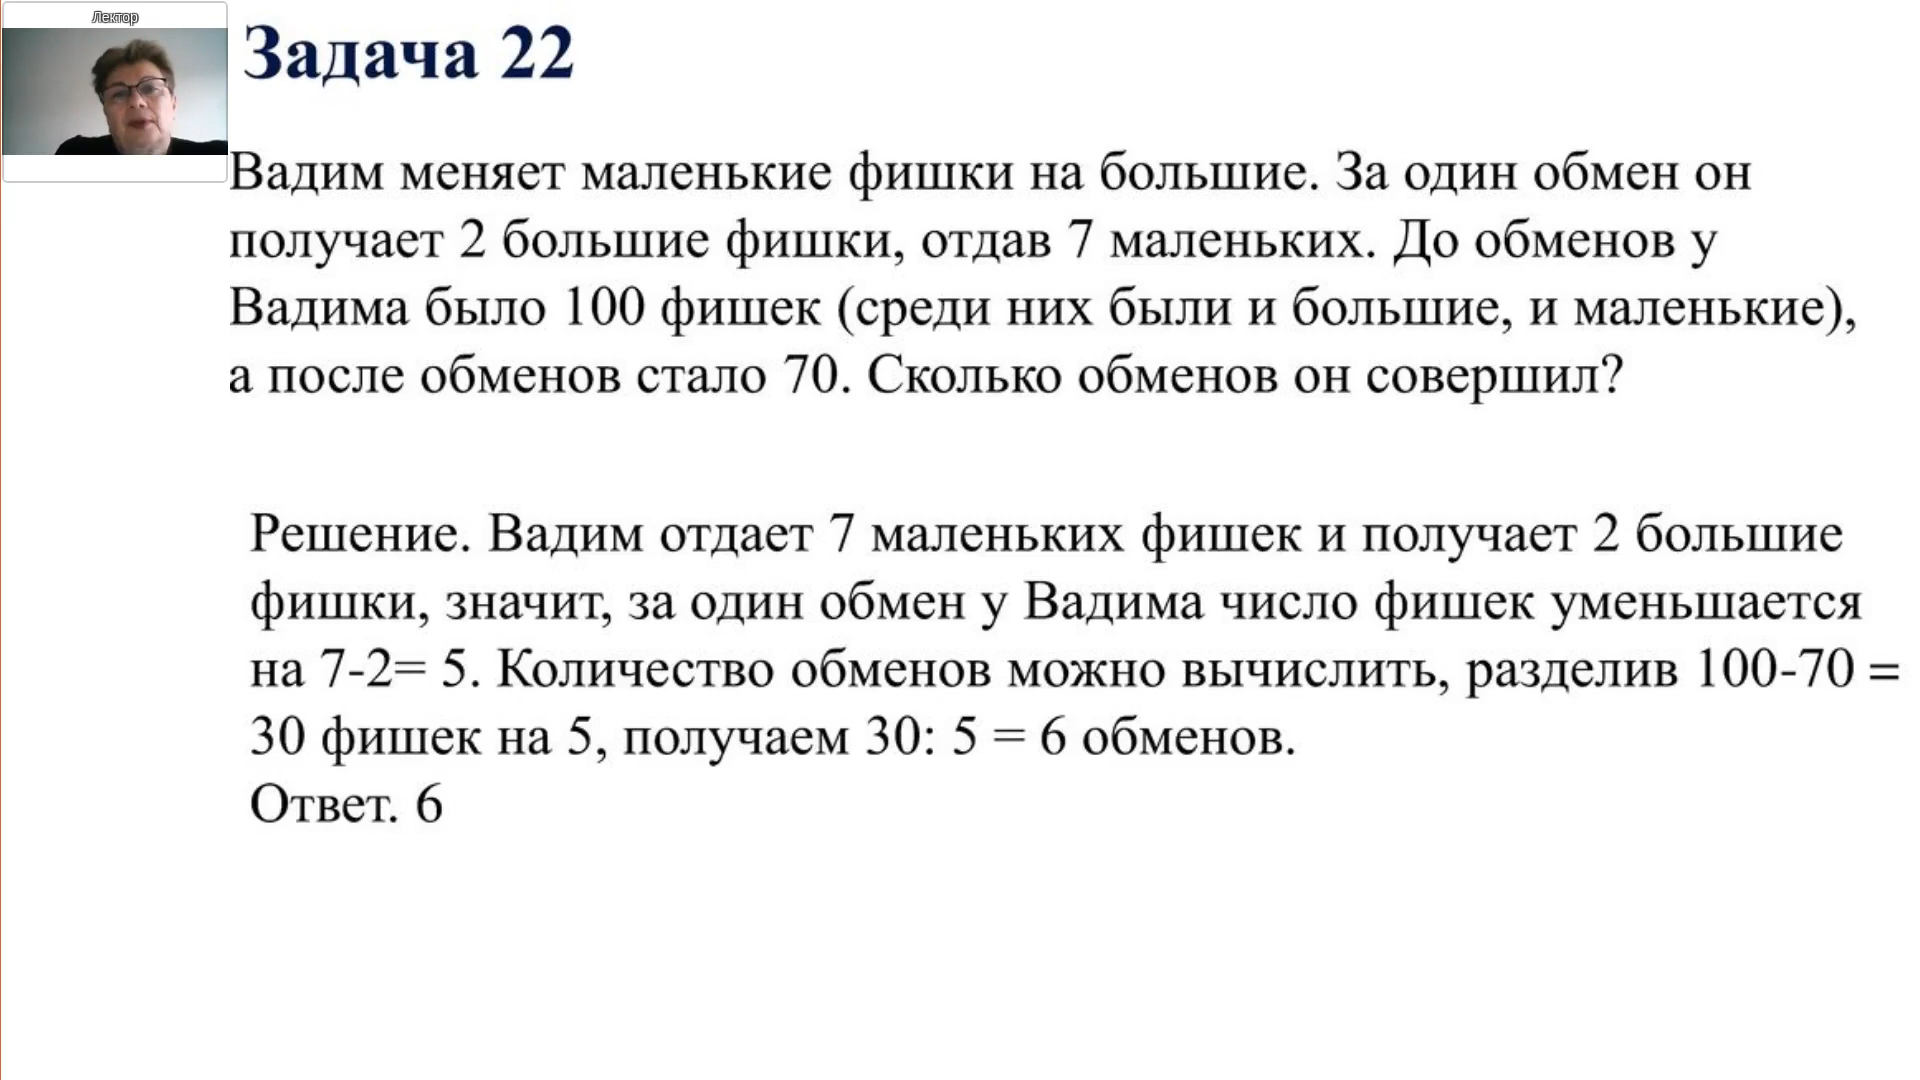 Лектор
Задача 22
Вадим меняет маленькие фишки на большие. За один обмен он
получает 2 большие фишки, отдав 7 маленьких. До обменов у
Вадима было 100 фишек (среди них были и большие, и маленькие),
а после обменов стало 70. Сколько обменов он совершил?
Решение. Вадим отдает 7 маленьких фишек и получает 2 большие
фишки, значит, за один обмен у Вадима число фишек уменьшается
на 7-2= 5. Количество обменов можно вычислить, разделив 100-70 =
30 фишек на 5, получаем 30: 5 = 6 обменов.
Ответ. 6